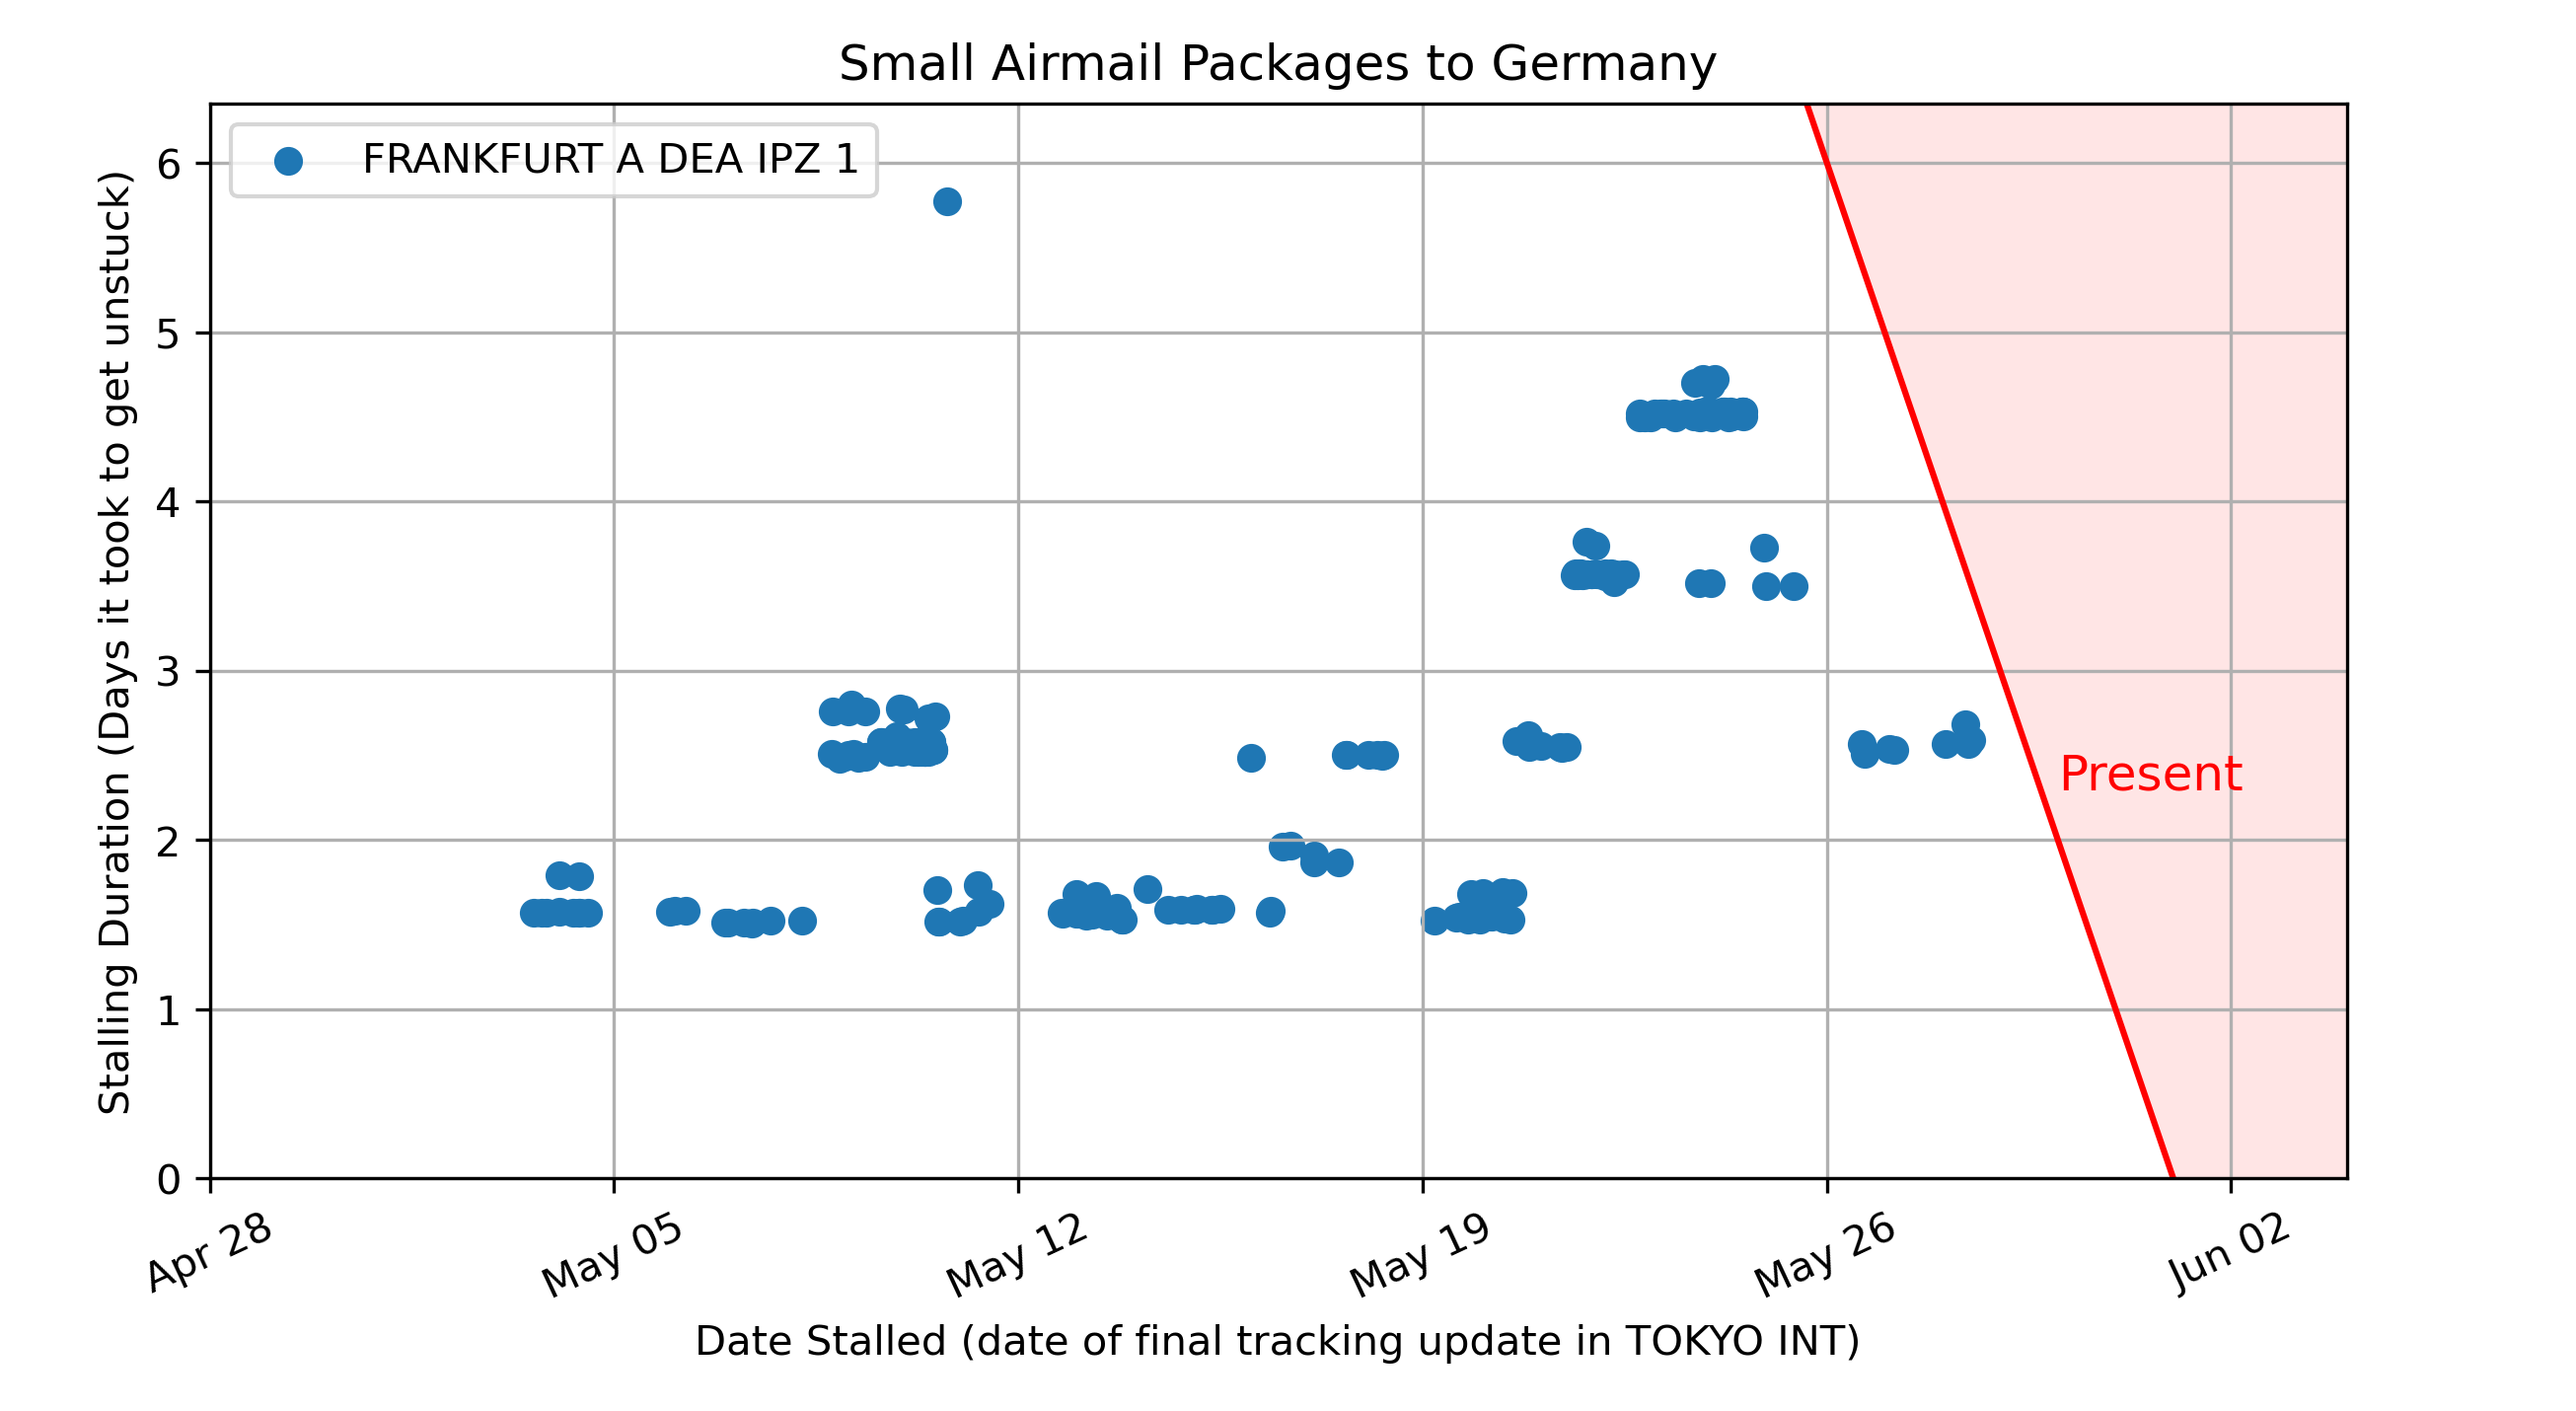 Small Airmail Packages to Germany
FRANKFURT A DEA IPZ 1
Stalling Duration (Days it took to get unstuck)
6
5
4
3
2
1
0
Present
Apr 28
May 05
May 12
May 19
May 26
Jun 02
Date Stalled (date of final tracking update in TOKYO INT)